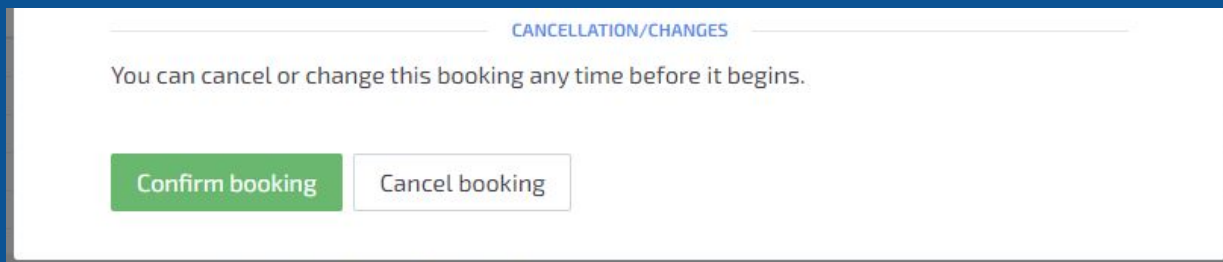 CANCELLATION/CHANGES
You can cancel or change this booking any time before it begins.
Confirm booking
Cancel booking